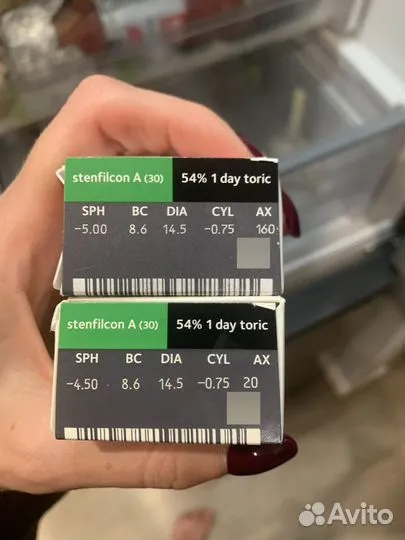 stenfilcon A (30) 54% 1 day toric
SPH BC DIA CYL AX
−5.00 8.6 14.5 −0.75 160
stenfilcon A (30) 54% 1 day toric
SPH BC DIA CYL AX
−4.50 8.6 14.5 −0.75 20
Avito